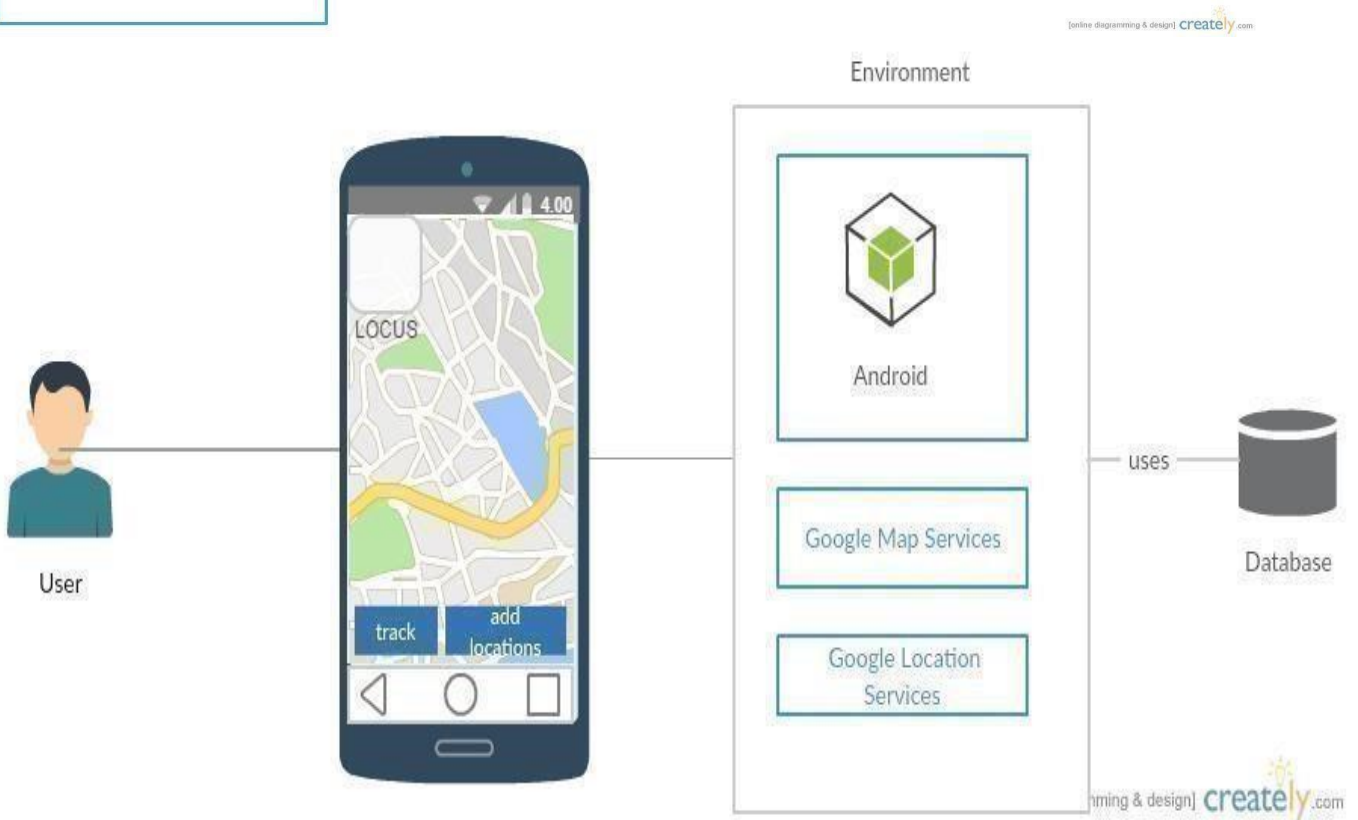 [online diagramming & design] creately.com
Environment
4.00
LOCUS
Android
uses
Google Map Services
Database
User
track
add
locations
Google Location
Services
mming & design] creately.com